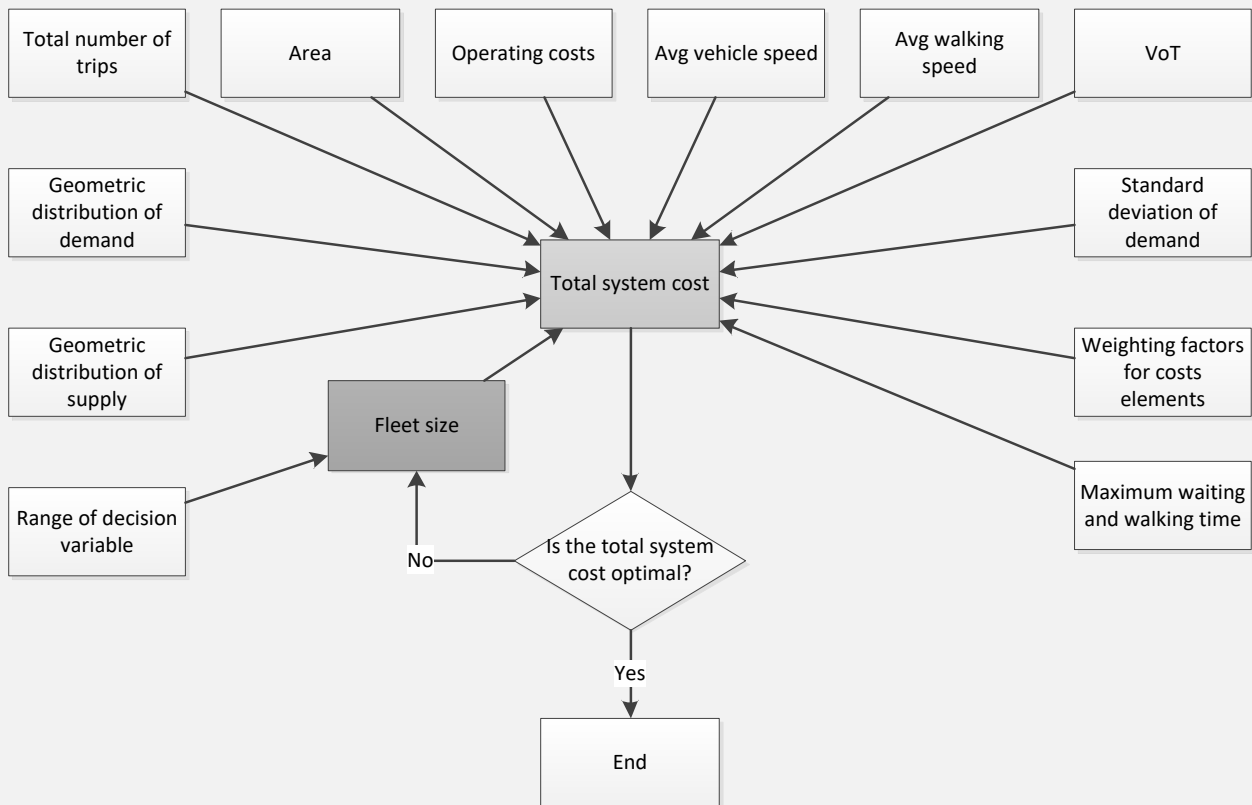 Total number of
trips
Area
Operating costs
Avg vehicle speed
Avg walking
speed
VoT
Geometric
distribution of
demand
Standard
deviation of
demand
Total system cost
Geometric
distribution of
supply
Weighting factors
for costs
elements
Fleet size
Range of decision
variable
Maximum waiting
and walking time
Is the total system
cost optimal?
No
Yes
End